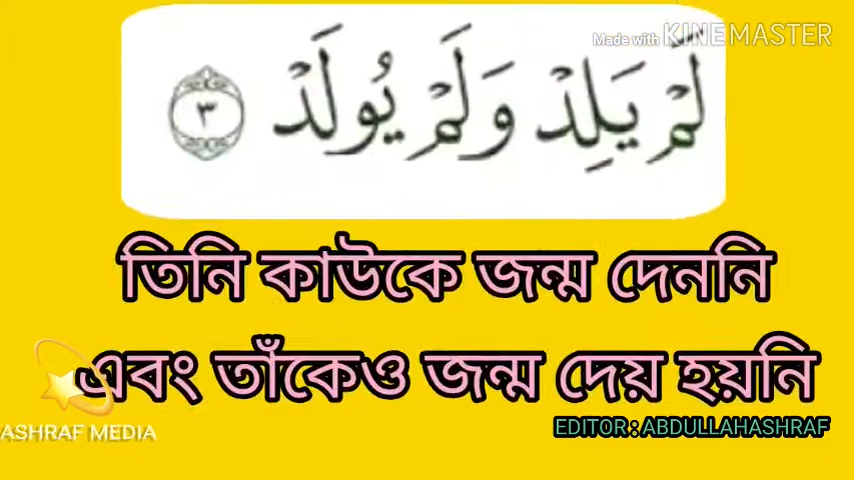 Made with KINEMASTER
لَمْ يَلِدْ وَلَمْ يُولَدْ ٣
তিনি কাউকে জন্ম দেননি
এবং তাঁকেও জন্ম দেয় হয়নি
EDITOR : ABDULLAHASHRAF
ASHRAF MEDIA